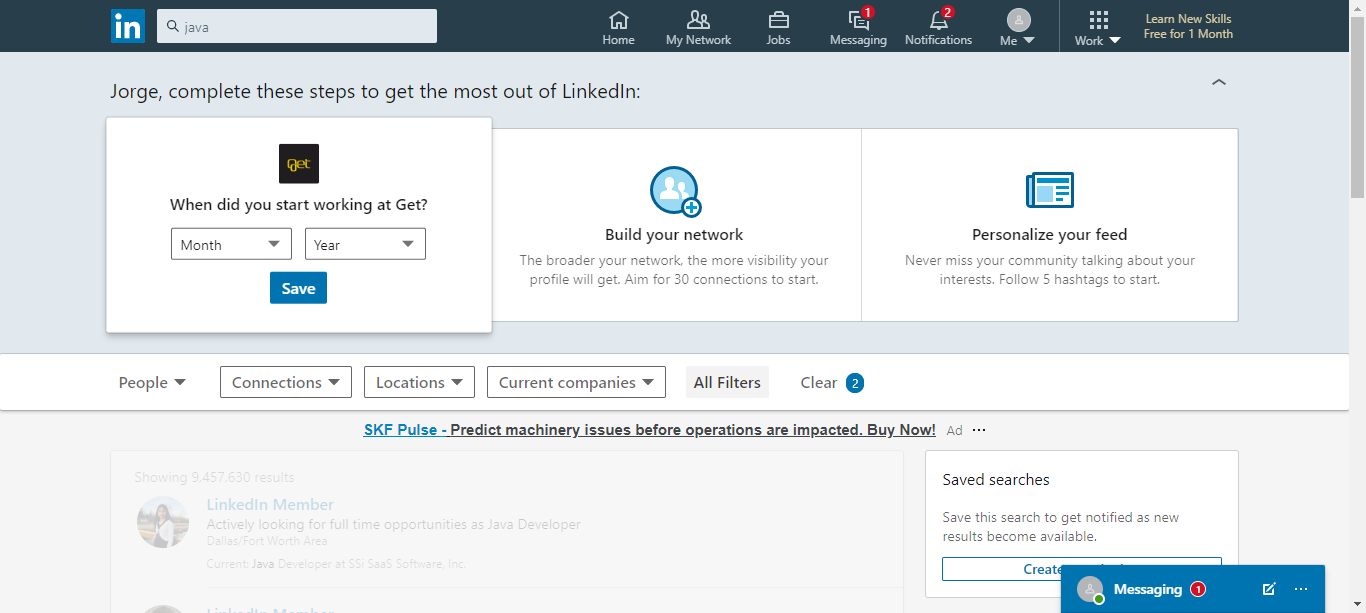 in
java
Home
My Network
Jobs
Messaging
1
Notifications
2
Me
Work
Learn New Skills
Free for 1 Month
Jorge, complete these steps to get the most out of LinkedIn:
Get
When did you start working at Get?
Month
Year
Save
Build your network
The broader your network, the more visibility your
profile will get. Aim for 30 connections to start.
Personalize your feed
Never miss your community talking about your
interests. Follow 5 hashtags to start.
People
Connections
Locations
Current companies
All Filters
Clear 2
SKF Pulse - Predict machinery issues before operations are impacted. Buy Now! Ad ···
Showing 9,457,630 results
LinkedIn Member
Actively looking for full time opportunities as Java Developer
Dallas/Fort Worth Area
Current: Java Developer at SSI SaaS Software, Inc.
LinkedIn Member
Saved searches
Save this search to get notified as new
results become available.
Create
Messaging 1 ···